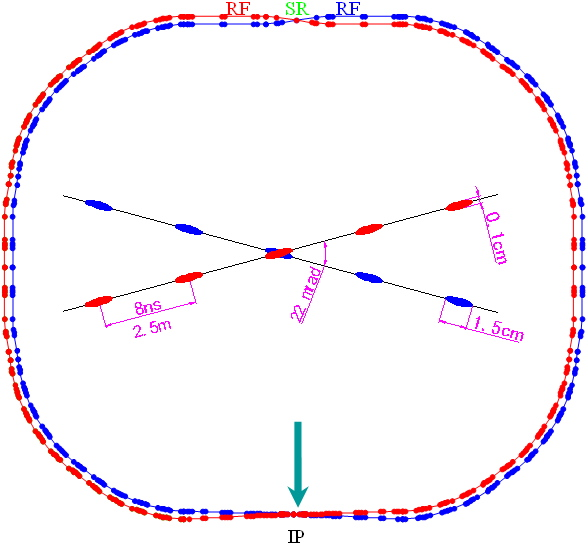 RF SR RF
0. 1cm
22 mrad
8ns
2. 5m
1. 5cm
IP